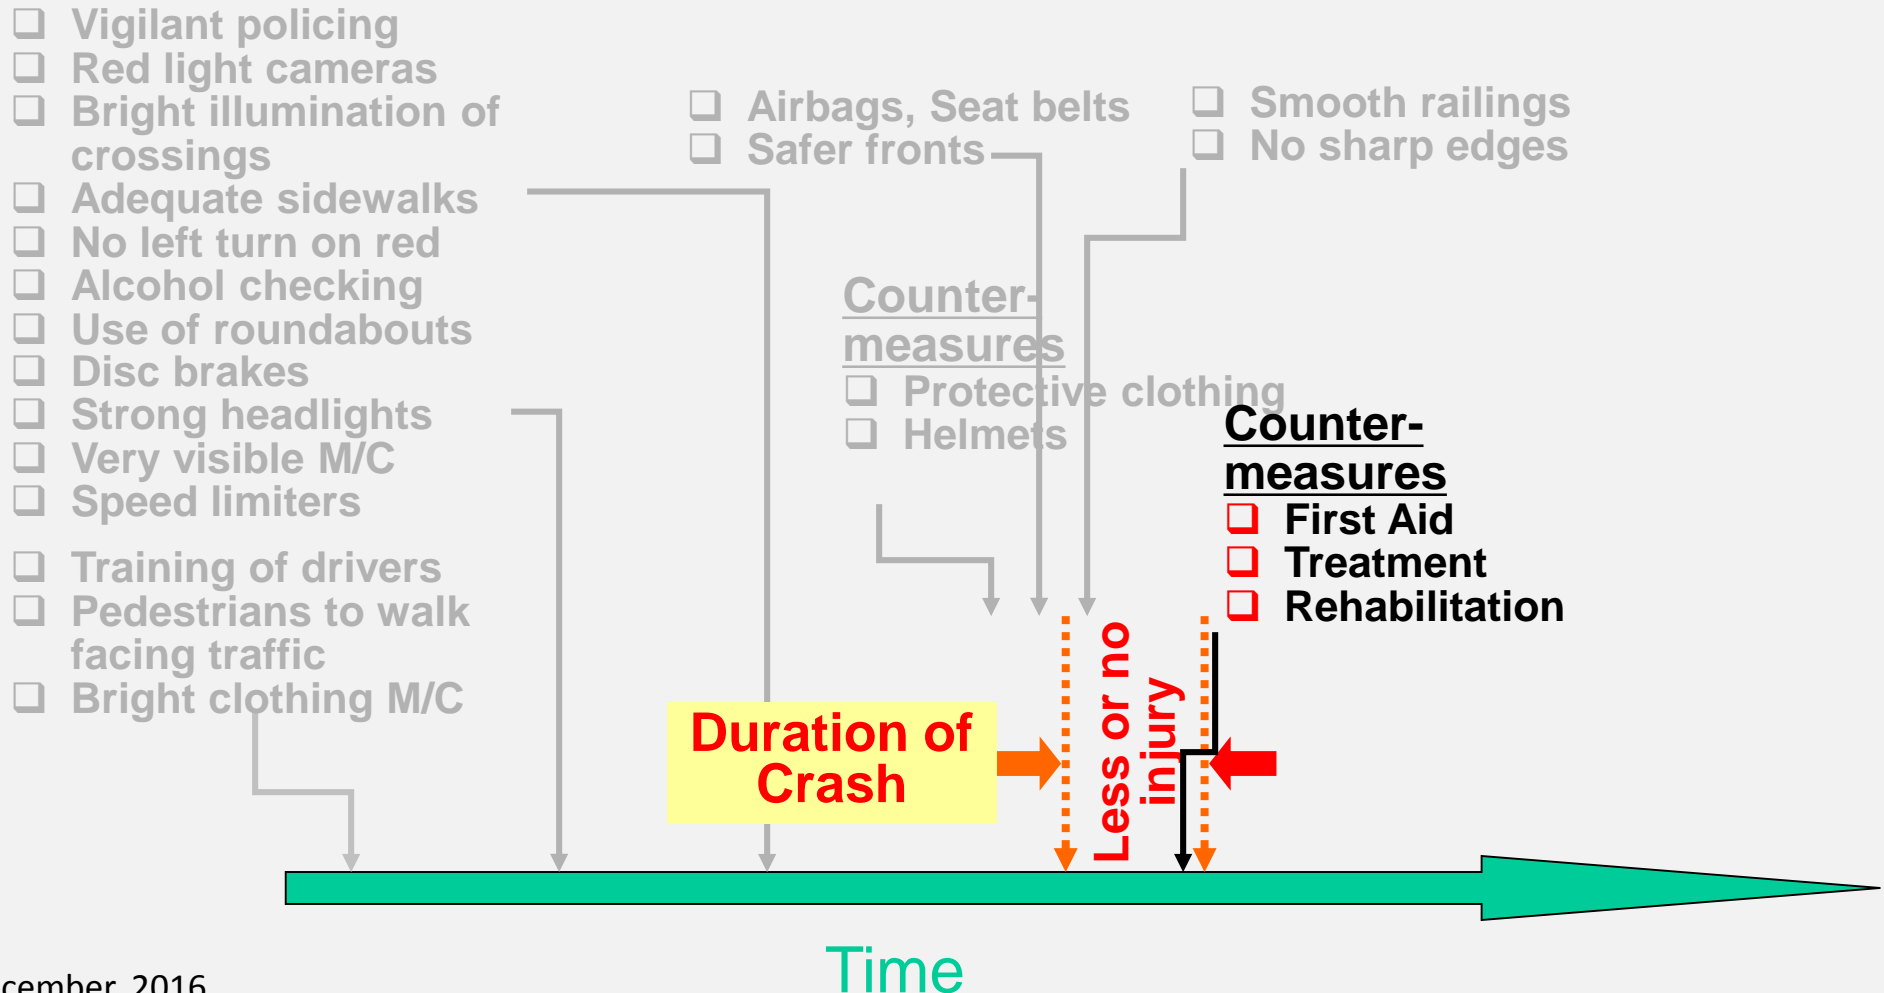 ❑ Vigilant policing
❑ Red light cameras
❑ Bright illumination of
crossings
❑ Adequate sidewalks
❑ No left turn on red
❑ Alcohol checking
❑ Use of roundabouts
❑ Disc brakes
❑ Strong headlights
❑ Very visible M/C
❑ Speed limiters
❑ Training of drivers
❑ Pedestrians to walk
facing traffic
❑ Bright clothing M/C
❑ Airbags, Seat belts
❑ Safer fronts
❑ Smooth railings
❑ No sharp edges
Counter-
measures
❑ Protective clothing
❑ Helmets
Counter-
measures
❑ First Aid
❑ Treatment
❑ Rehabilitation
Duration of
Crash
Less or no
injury
Time
2016